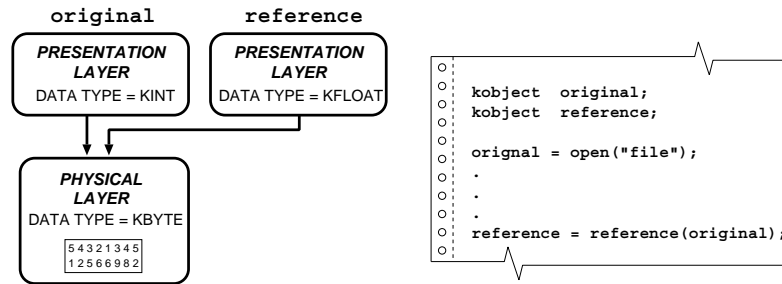 original
reference
PRESENTATION
LAYER
DATA TYPE = KINT
PRESENTATION
LAYER
DATA TYPE = KFLOAT
PHYSICAL
LAYER
DATA TYPE = KBYTE
5 4 3 2 1 3 4 5
1 2 5 6 6 9 8 2
kobject original;
kobject reference;
orignal = open("file");
.
.
.
reference = reference(original);